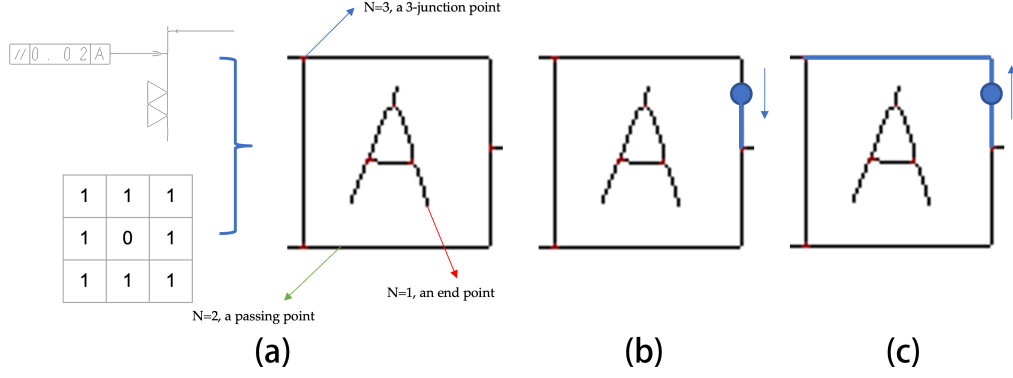 N=3, a 3-junction point
// 0 . 0 2 A
A A A
1 1 1
1 0 1
1 1 1
N=1, an end point
N=2, a passing point
(a) (b) (c)